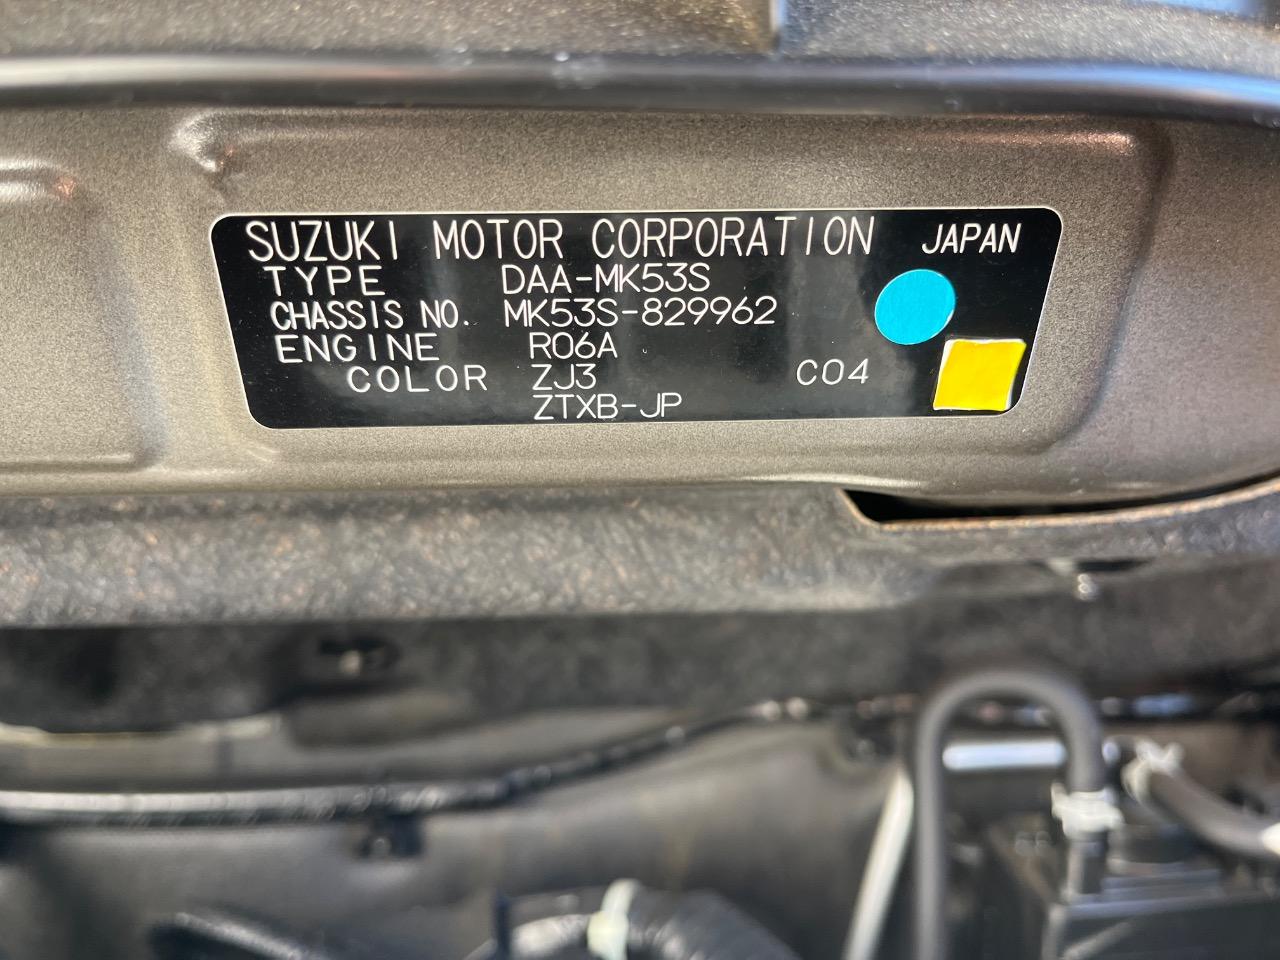 SUZUKI MOTOR CORPORATION JAPAN
TYPE DAA-MK53S
CHASSIS NO. MK53S-829962
ENGINE R06A
COLOR ZJ3 C04
ZTXB-JP